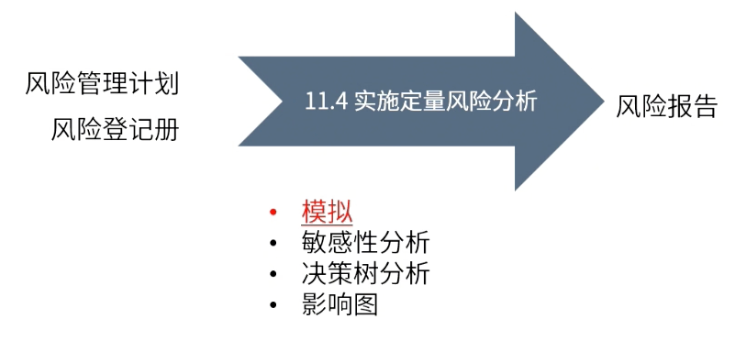 风险管理计划
风险登记册
11.4 实施定量风险分析
风险报告
• 模拟
• 敏感性分析
• 决策树分析
• 影响图